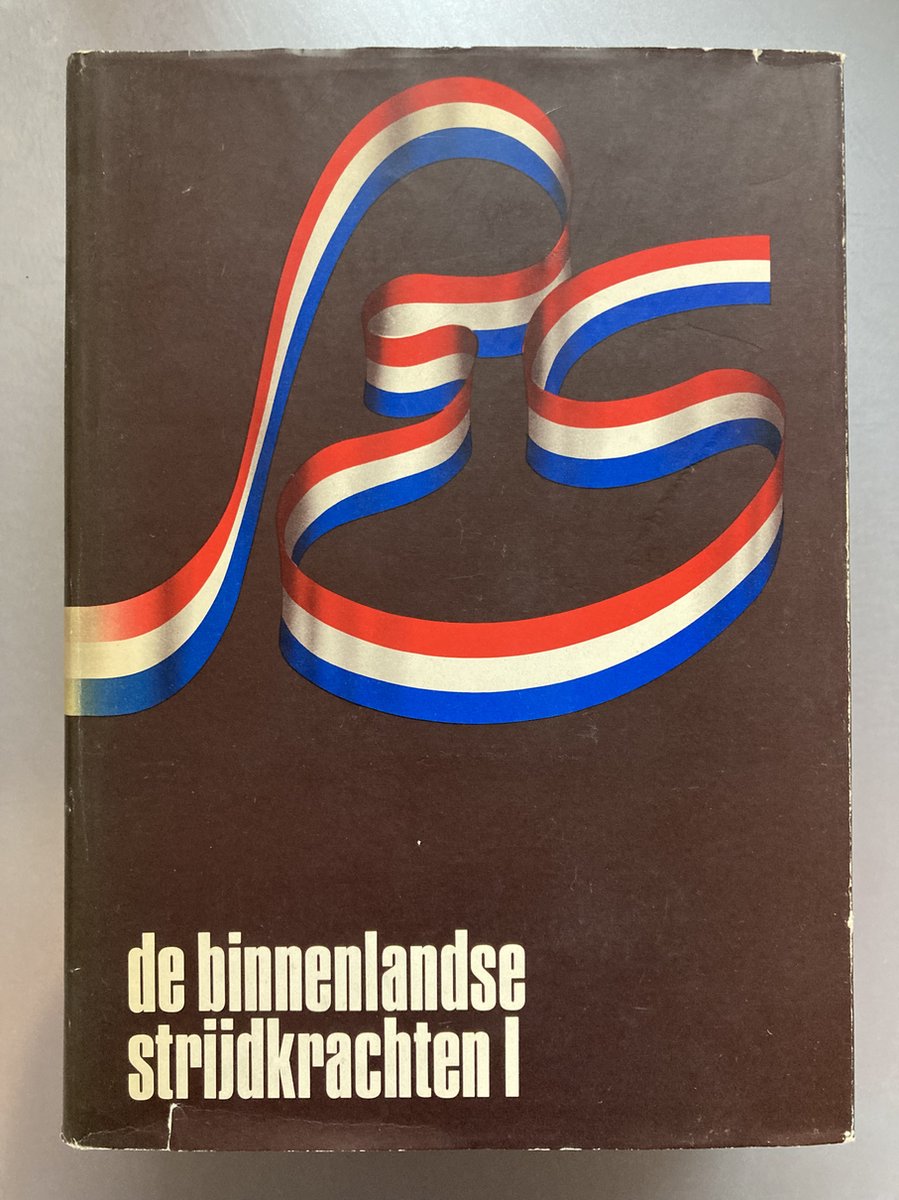 de binnenlandse
strijdkrachten I